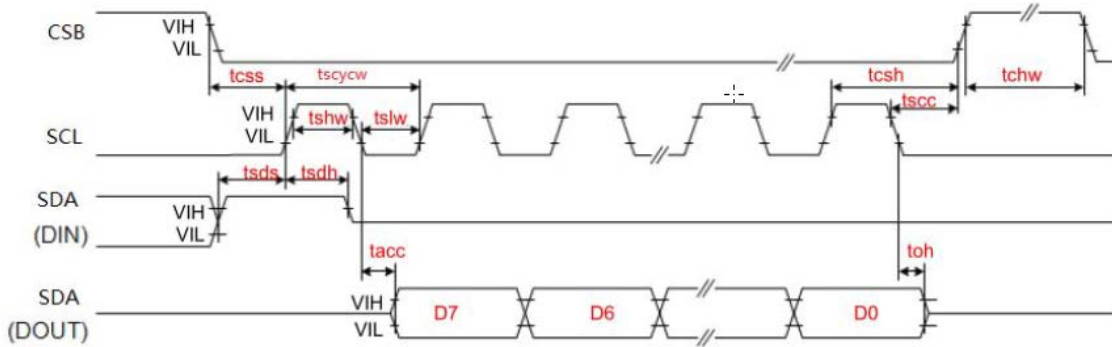 CSB
VIH
VIL
tcss
tscycw
tcsh
tchw
tscc
SCL
VIH
VIL
tshw
tslw
SDA
(DIN)
VIH
VIL
tsds
tsdh
tacc
toh
SDA
(DOUT)
VIH
VIL
D7
D6
D0